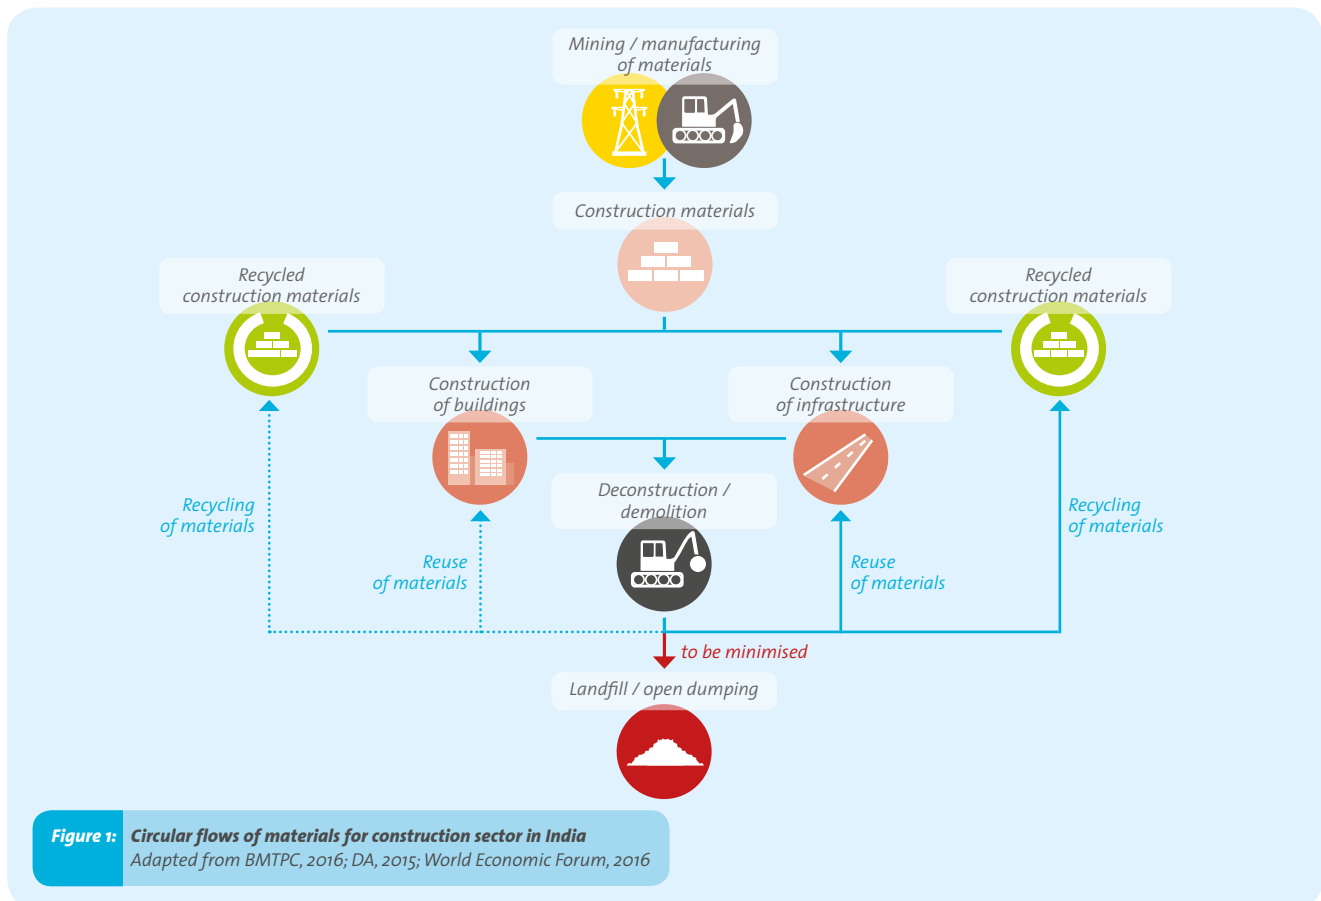 Mining / manufacturing
of materials
Construction materials
Recycled
construction materials
Recycled
construction materials
Construction
of buildings
Construction
of infrastructure
Deconstruction /
demolition
Recycling
of materials
Reuse
of materials
Reuse
of materials
Recycling
of materials
to be minimised
Landfill / open dumping
Figure 1: Circular flows of materials for construction sector in India
Adapted from BMTPC, 2016; DA, 2015; World Economic Forum, 2016